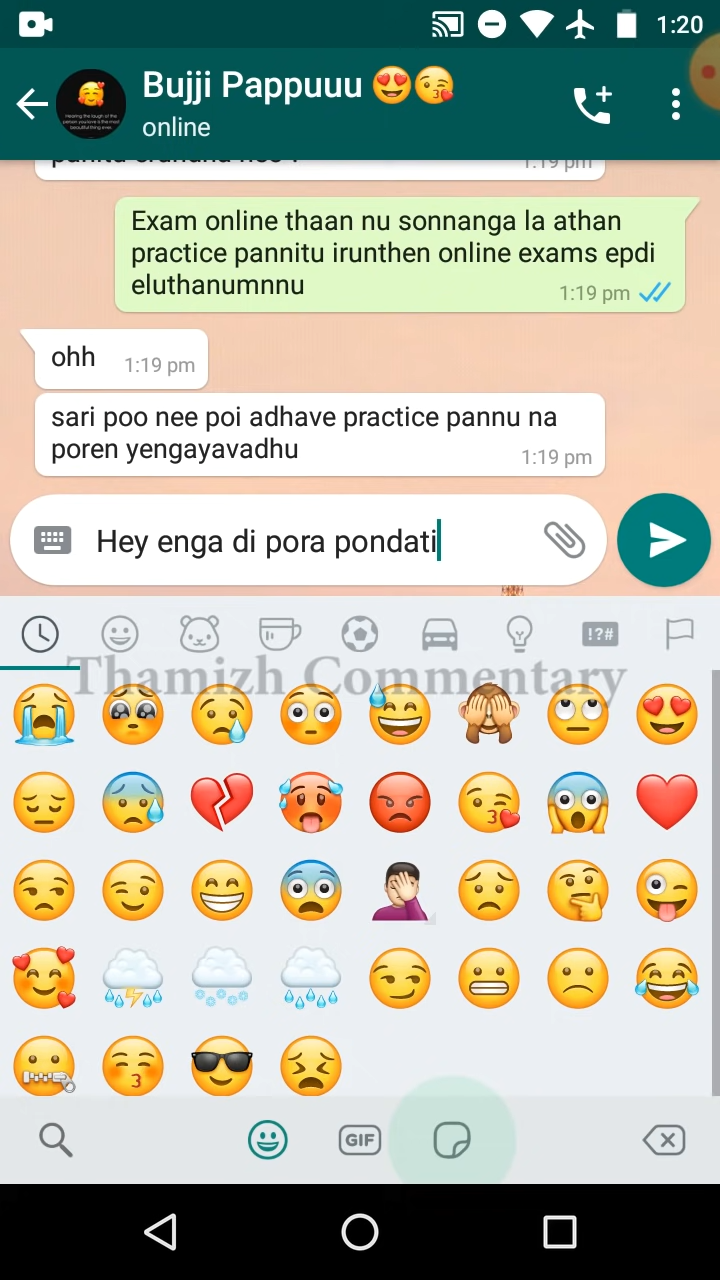 1:20
Bujji Pappuuu 😍😘
online
1:19 pm
Exam online thaan nu sonnanga la athan
practice pannitu irunthen online exams epdi
eluthanumnnu
1:19 pm
ohh
1:19 pm
sari poo nee poi adhave practice pannu na
poren yengayavadhu
1:19 pm
Hey enga di pora pondati
!?#
Thamizh Commentary
GIF